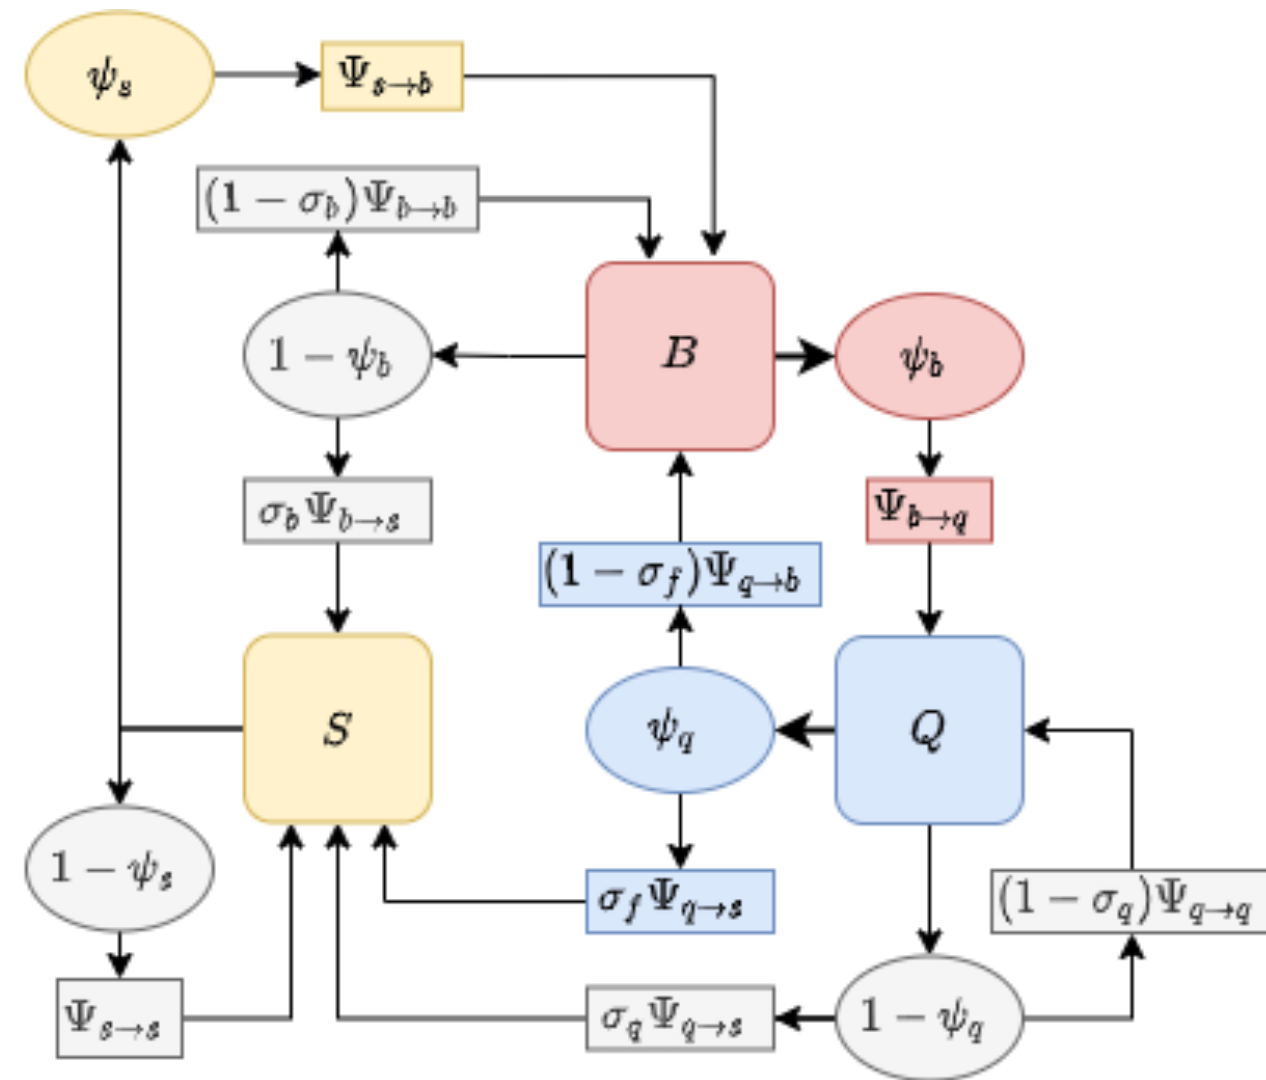 ψ_s
Ψ_{s→b}
(1 − σ_b)Ψ_{b→b}
1 − ψ_b
B
ψ_b
σ_bΨ_{b→s}
Ψ_{b→q}
(1 − σ_f)Ψ_{q→b}
S
ψ_q
Q
1 − ψ_s
σ_fΨ_{q→s}
(1 − σ_q)Ψ_{q→q}
Ψ_{s→s}
σ_qΨ_{q→s}
1 − ψ_q